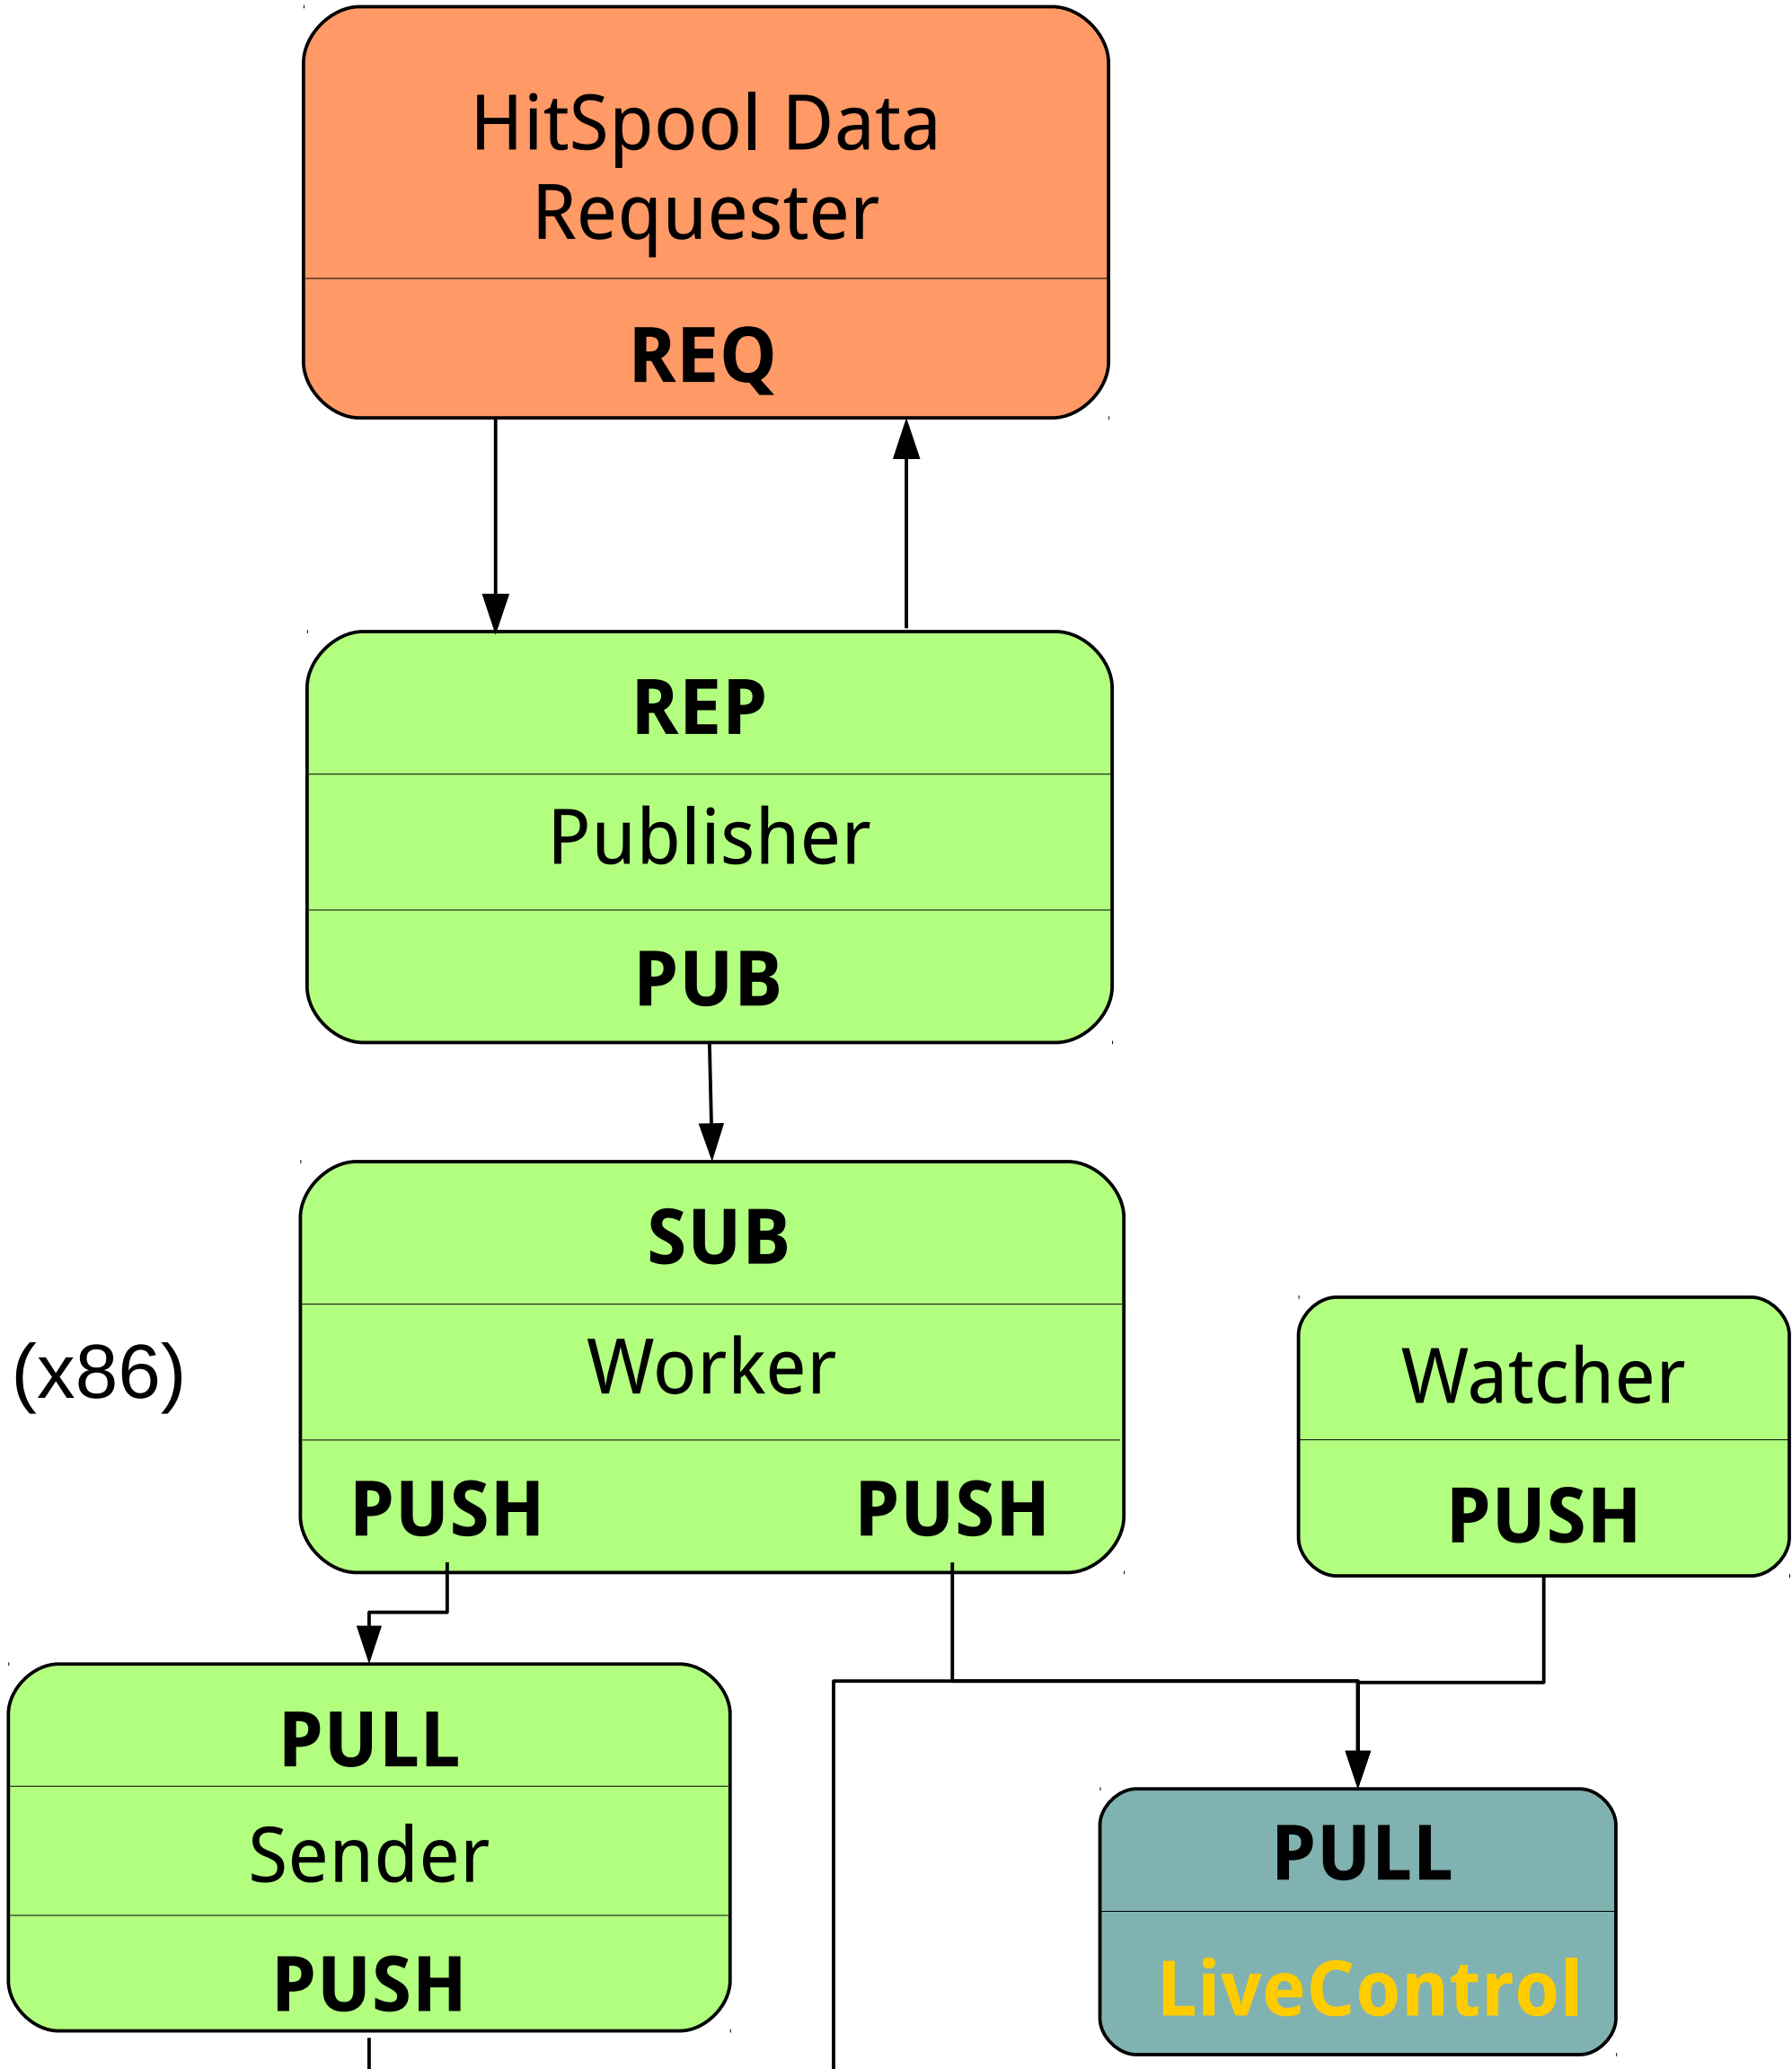 HitSpool Data
Requester
REQ
REP
Publisher
PUB
SUB
(x86)
Worker
Watcher
PUSH PUSH
PUSH
PULL
Sender
PUSH
PULL
LiveControl